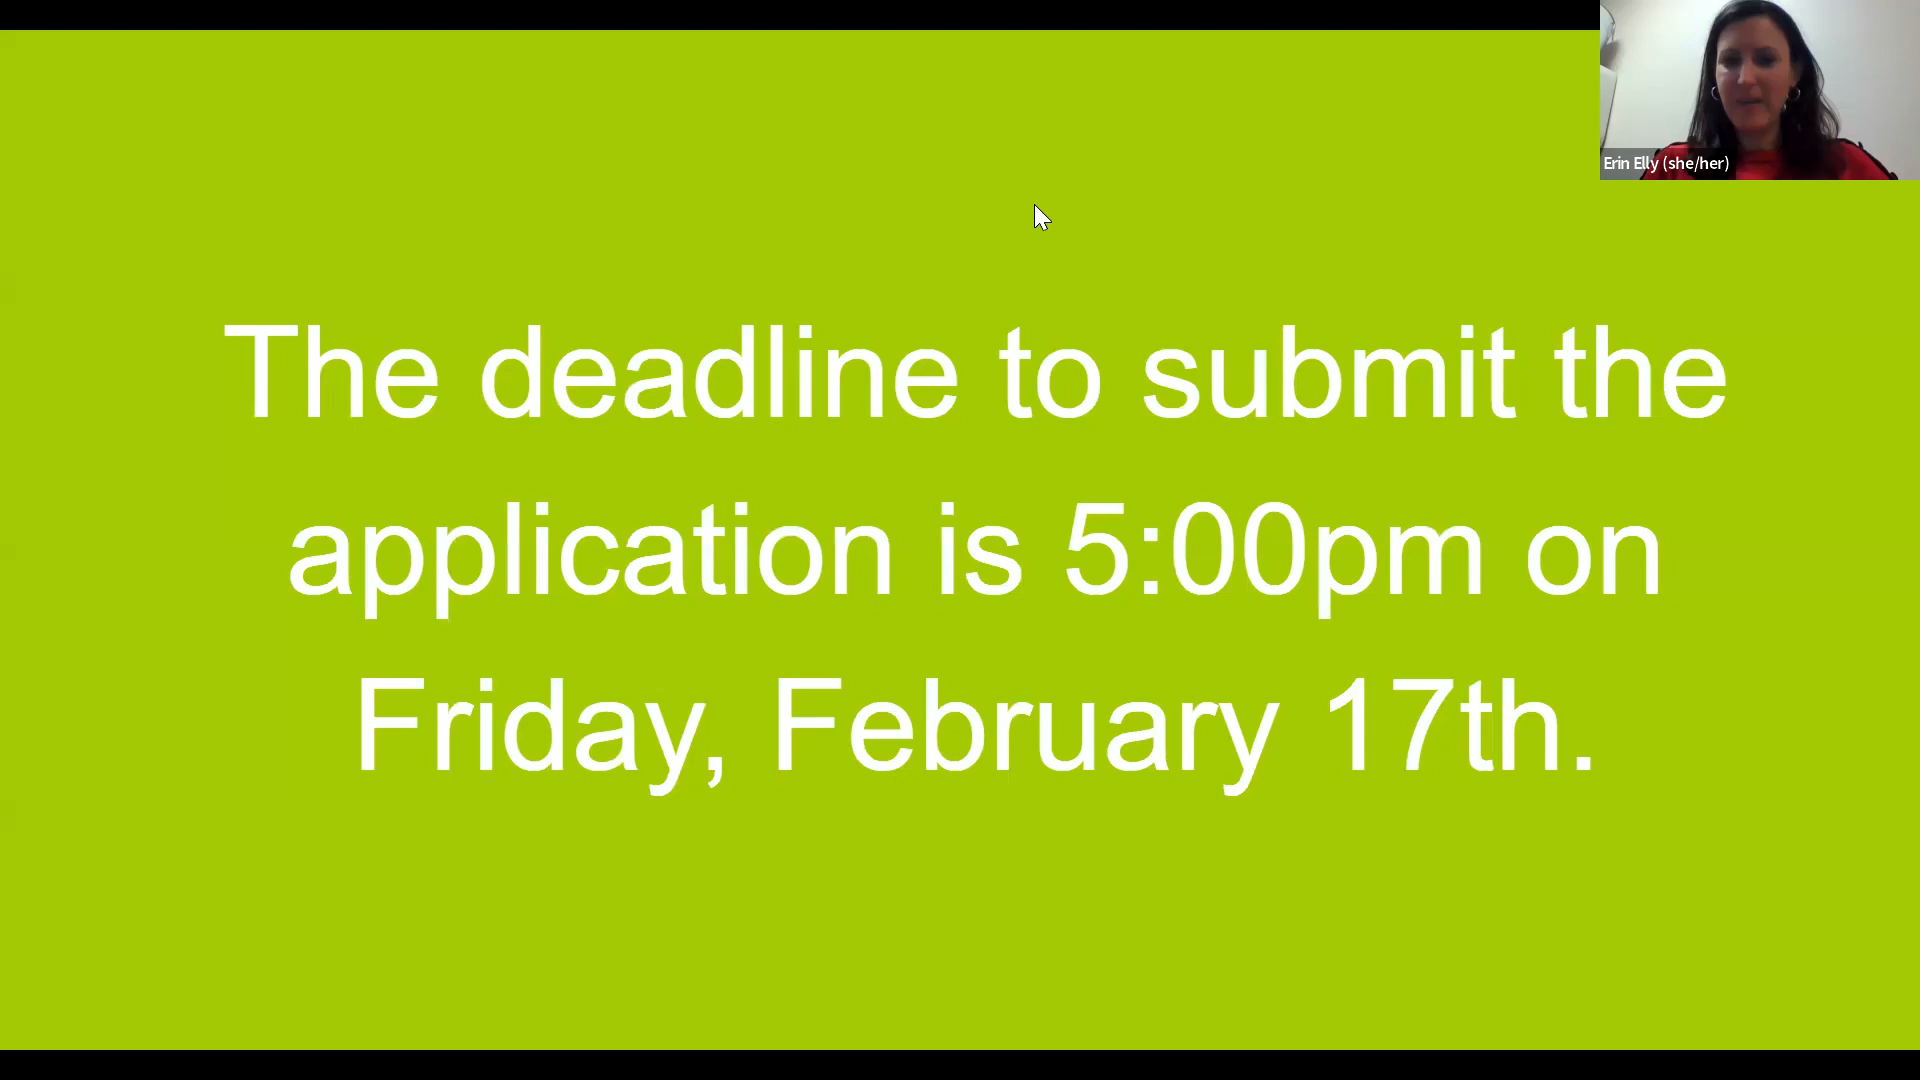 Erin Elly (she/her)
The deadline to submit the
application is 5:00pm on
Friday, February 17th.